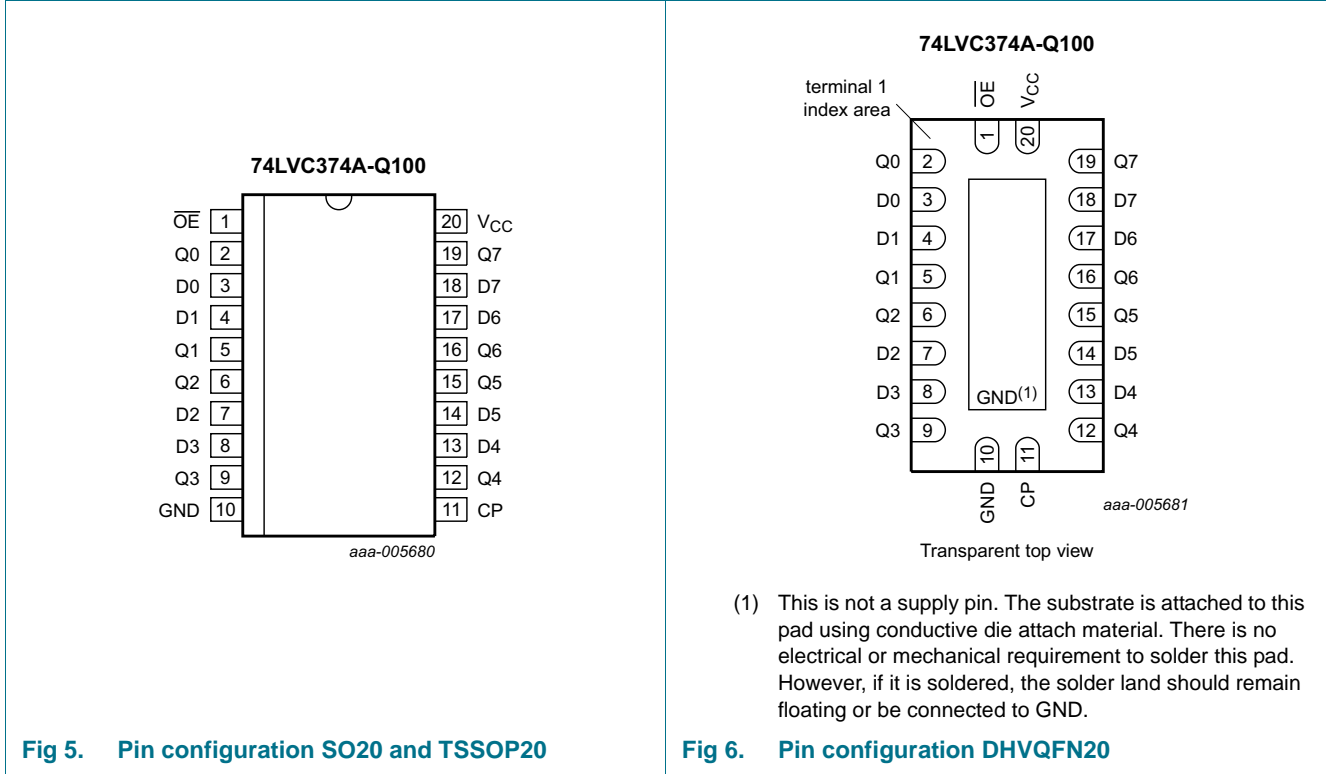 74LVC374A-Q100
OE 1
Q0 2
D0 3
D1 4
Q1 5
Q2 6
D2 7
D3 8
Q3 9
GND 10
20 VCC
19 Q7
18 D7
17 D6
16 Q6
15 Q5
14 D5
13 D4
12 Q4
11 CP
aaa-005680
Fig 5. Pin configuration SO20 and TSSOP20
74LVC374A-Q100
terminal 1
index area
OE
VCC
1
20
Q0 2
D0 3
D1 4
Q1 5
Q2 6
D2 7
D3 8
Q3 9
19 Q7
18 D7
17 D6
16 Q6
15 Q5
14 D5
13 D4
12 Q4
GND(1)
10
11
GND
CP
aaa-005681
Transparent top view
(1) This is not a supply pin. The substrate is attached to this
pad using conductive die attach material. There is no
electrical or mechanical requirement to solder this pad.
However, if it is soldered, the solder land should remain
floating or be connected to GND.
Fig 6. Pin configuration DHVQFN20